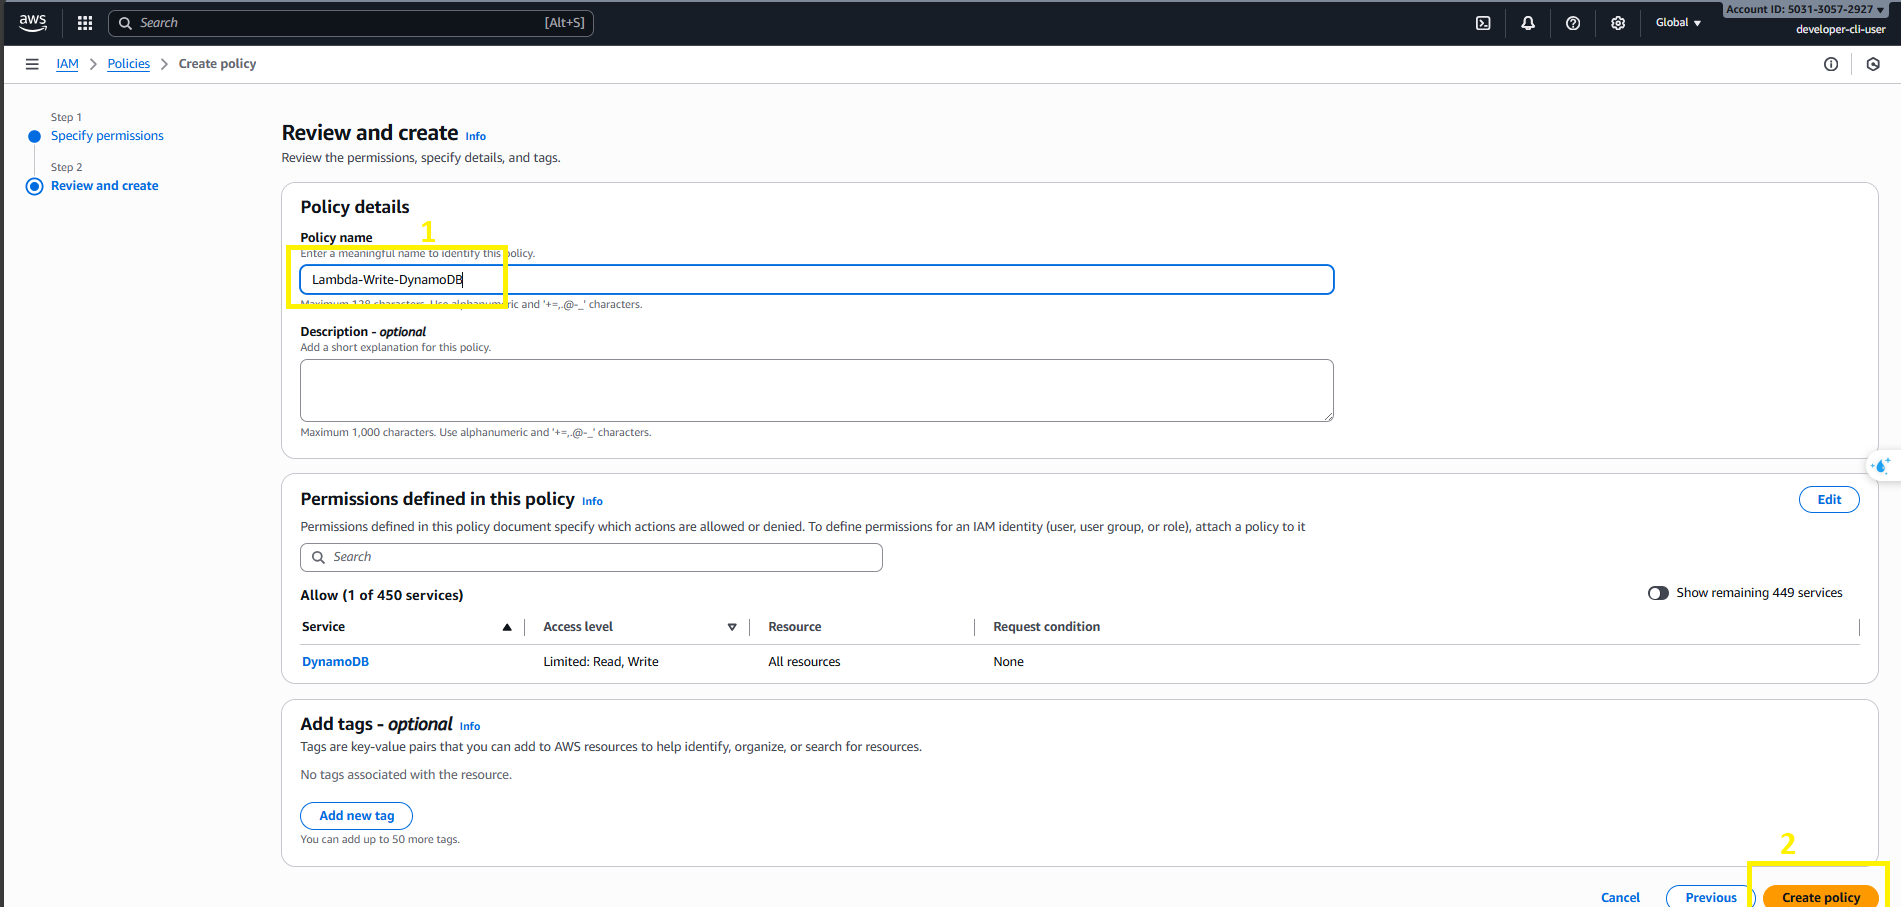 aws
Search
[Alt+S]
Global
Account ID: 5031-3057-2927
developer-cli-user
IAM > Policies > Create policy
Step 1
Specify permissions
Step 2
Review and create
Review and create Info
Review the permissions, specify details, and tags.
Policy details
Policy name
1
Enter a meaningful name to identify this policy.
Lambda-Write-DynamoDB
Maximum 128 characters. Use alphanumeric and '+=,.@-_' characters.
Description - optional
Add a short explanation for this policy.
Maximum 1,000 characters. Use alphanumeric and '+=,.@-_' characters.
Permissions defined in this policy Info
Edit
Permissions defined in this policy document specify which actions are allowed or denied. To define permissions for an IAM identity (user, user group, or role), attach a policy to it
Search
Allow (1 of 450 services)
Show remaining 449 services
Service Access level Resource Request condition
DynamoDB Limited: Read, Write All resources None
Add tags - optional Info
Tags are key-value pairs that you can add to AWS resources to help identify, organize, or search for resources.
No tags associated with the resource.
Add new tag
You can add up to 50 more tags.
2
Cancel Previous Create policy